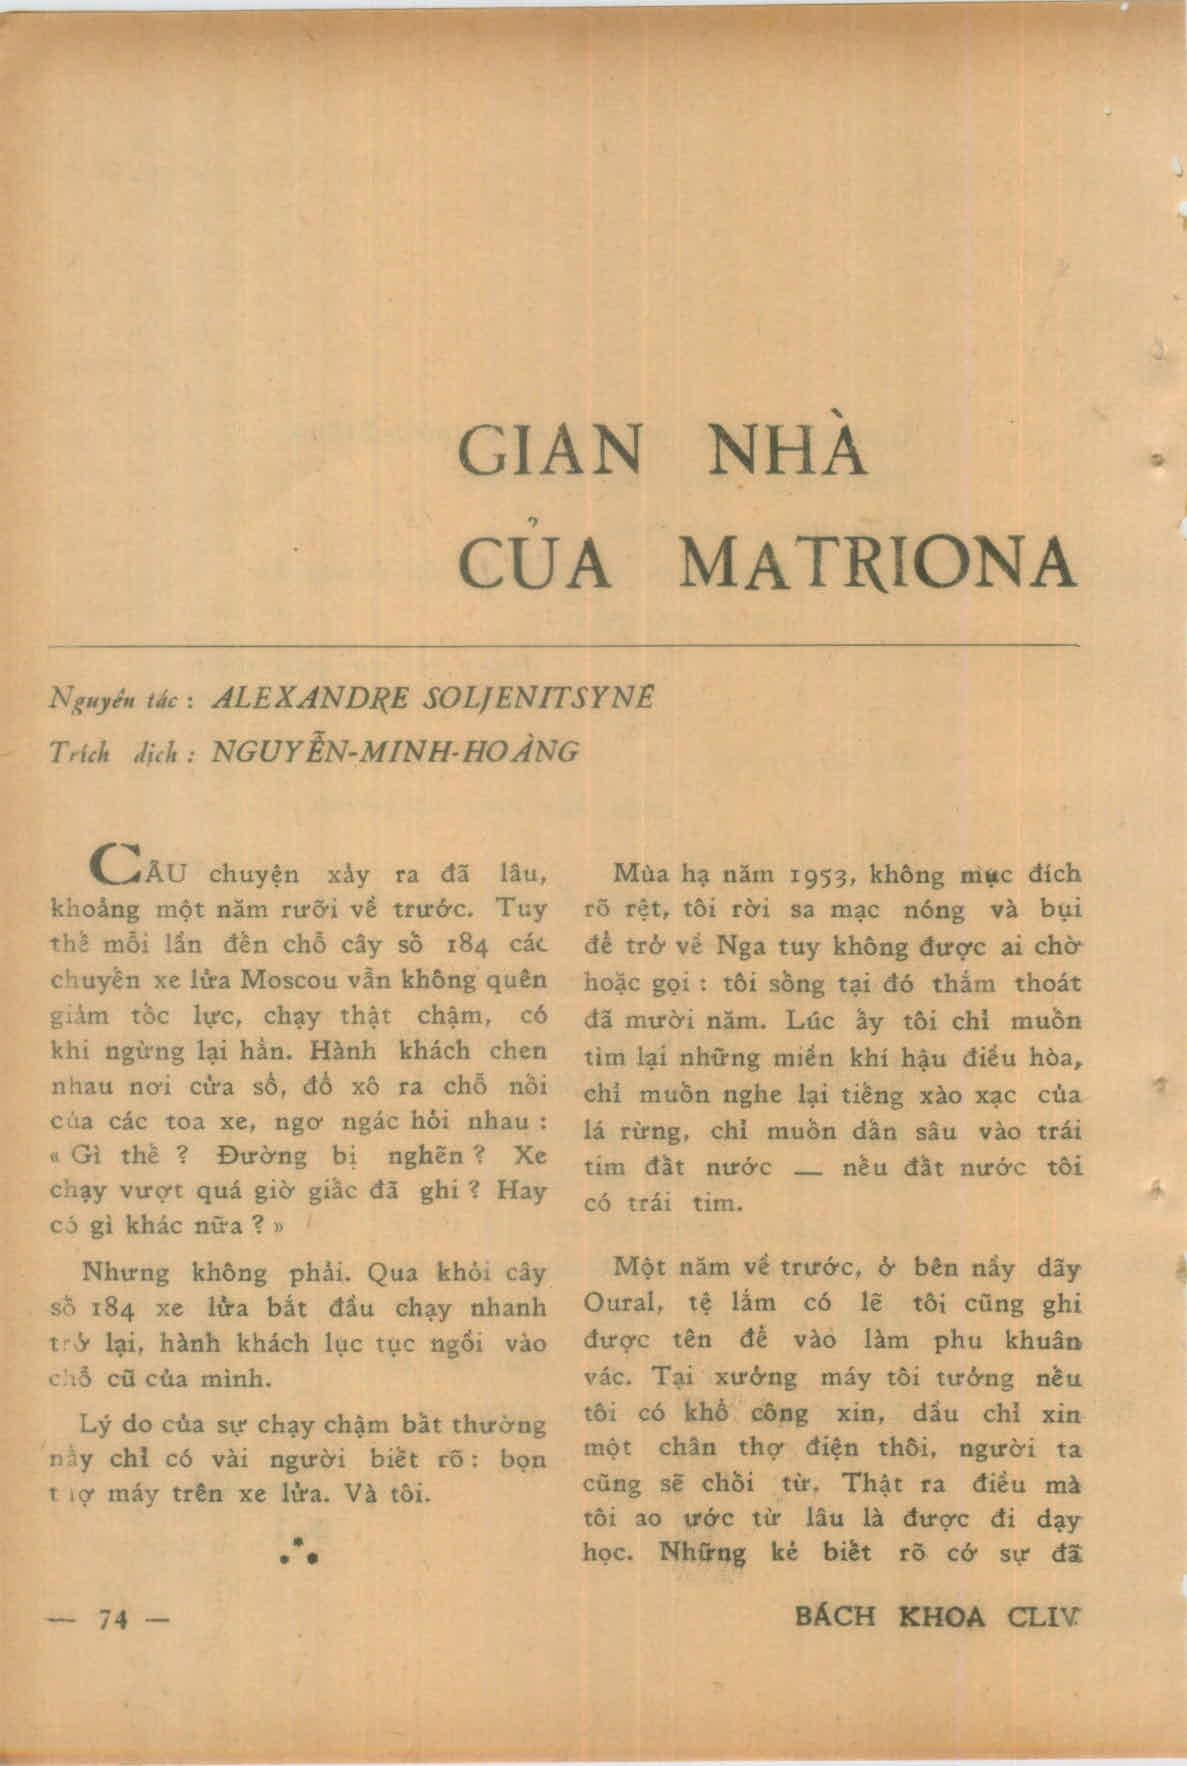 GIAN NHÀ
CỦA MATRIONA
Nguyên tác : ALEXANDRE SOLJENITSYNE
Trích dịch : NGUYỄN-MINH-HOÀNG
CÂU chuyện xảy ra đã lâu,
khoảng một năm rưỡi về trước. Tuy
thế mỗi lần đến chỗ cây số 184 các
chuyến xe lửa Moscou vẫn không quên
giảm tốc lực, chạy thật chậm, có
khi ngừng lại hẳn. Hành khách chen
nhau nơi cửa sổ, đổ xô ra chỗ nối
của các toa xe, ngơ ngác hỏi nhau :
« Gì thế ? Đường bị nghẽn ? Xe
chạy vượt quá giờ giấc đã ghi ? Hay
có gì khác nữa ? »
Nhưng không phải. Qua khỏi cây
số 184 xe lửa bắt đầu chạy nhanh
trở lại, hành khách lục tục ngồi vào
chỗ cũ của mình.
Lý do của sự chạy chậm bất thường
nầy chỉ có vài người biết rõ : bọn
thợ máy trên xe lửa. Và tôi.
Mùa hạ năm 1953, không mục đích
rõ rệt, tôi rời sa mạc nóng và bụi
để trở về Nga tuy không được ai chờ
hoặc gọi : tôi sống tại đó thắm thoát
đã mười năm. Lúc ấy tôi chỉ muốn
tìm lại những miền khí hậu điều hòa,
chỉ muốn nghe lại tiếng xào xạc của
lá rừng, chỉ muốn dấn sâu vào trái
tim đất nước — nếu đất nước tôi
có trái tim.
Một năm về trước, ở bên nầy dãy
Oural, tệ lắm có lẽ tôi cũng ghi
được tên để vào làm phu khuân
vác. Tại xưởng máy tôi tưởng nếu
tôi có khổ công xin, dầu chỉ xin
một chân thợ điện thôi, người ta
cũng sẽ chối từ. Thật ra điều mà
tôi ao ước từ lâu là được đi dạy
học. Những kẻ biết rõ cớ sự đã
— 74 —
BÁCH KHOA CLIV